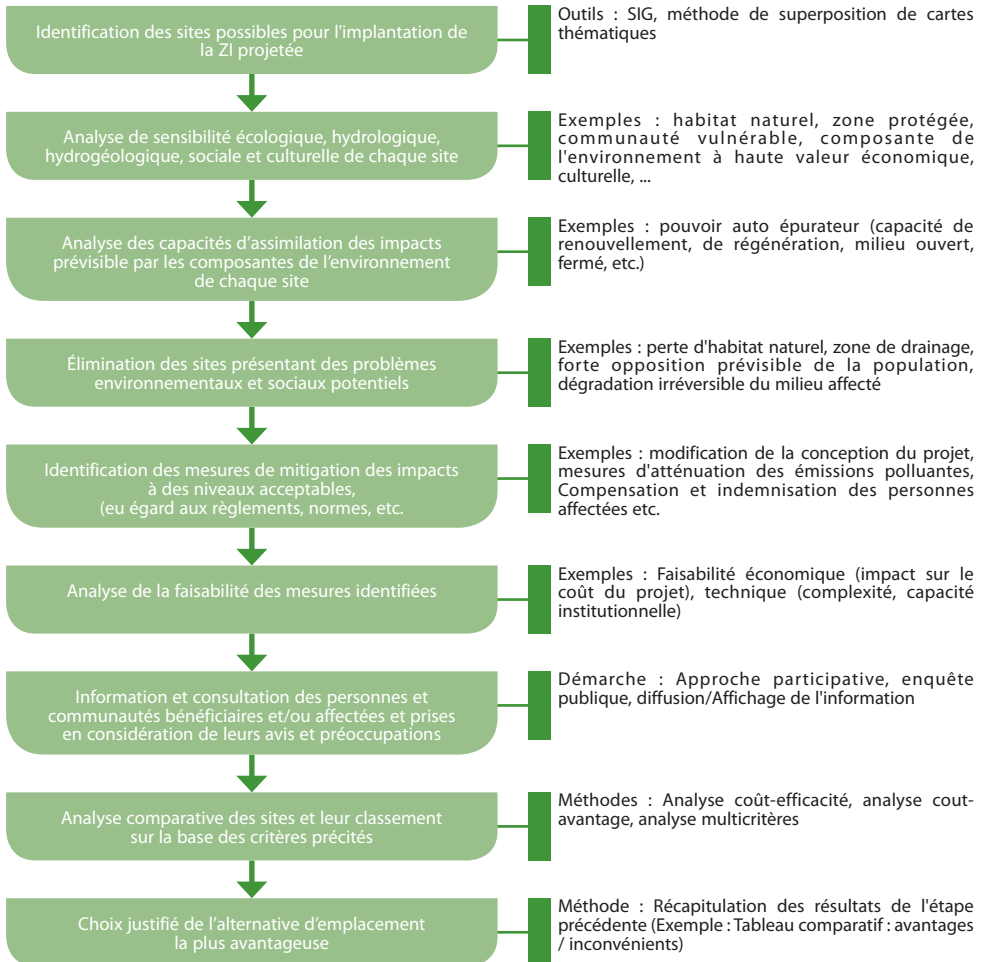 Identification des sites possibles pour l'implantation de
la ZI projetée
Outils : SIG, méthode de superposition de cartes
thématiques
Analyse de sensibilité écologique, hydrologique,
hydrogéologique, sociale et culturelle de chaque site
Exemples : habitat naturel, zone protégée,
communauté vulnérable, composante de
l'environnement à haute valeur économique,
culturelle, ...
Analyse des capacités d'assimilation des impacts
prévisible par les composantes de l'environnement
de chaque site
Exemples : pouvoir auto épurateur (capacité de
renouvellement, de régénération, milieu ouvert,
fermé, etc.)
Élimination des sites présentant des problèmes
environnementaux et sociaux potentiels
Exemples : perte d'habitat naturel, zone de drainage,
forte opposition prévisible de la population,
dégradation irréversible du milieu affecté
Identification des mesures de mitigation des impacts
à des niveaux acceptables,
(eu égard aux règlements, normes, etc.
Exemples : modification de la conception du projet,
mesures d'atténuation des émissions polluantes,
Compensation et indemnisation des personnes
affectées etc.
Analyse de la faisabilité des mesures identifiées
Exemples : Faisabilité économique (impact sur le
coût du projet), technique (complexité, capacité
institutionnelle)
Information et consultation des personnes et
communautés bénéficiaires et/ou affectées et prises
en considération de leurs avis et préoccupations
Démarche : Approche participative, enquête
publique, diffusion/Affichage de l'information
Analyse comparative des sites et leur classement
sur la base des critères précités
Méthodes : Analyse coût-efficacité, analyse cout-
avantage, analyse multicritères
Choix justifié de l'alternative d'emplacement
la plus avantageuse
Méthode : Récapitulation des résultats de l'étape
précédente (Exemple : Tableau comparatif : avantages
/ inconvénients)